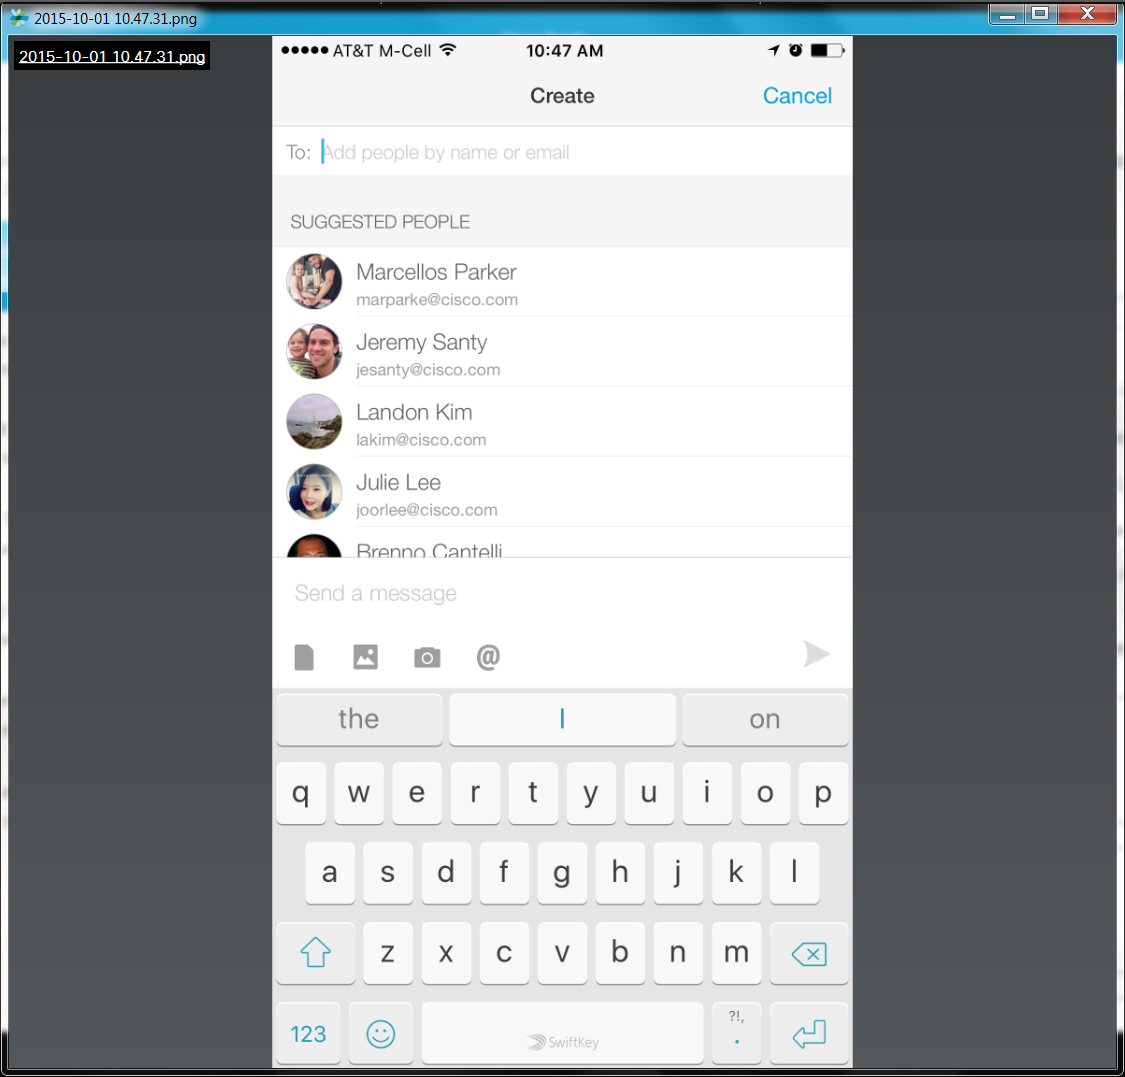 2015-10-01 10.47.31.png
2015-10-01 10.47.31.png
AT&T M-Cell 10:47 AM
Create Cancel
To: Add people by name or email
SUGGESTED PEOPLE
Marcellos Parker
marparke@cisco.com
Jeremy Santy
jesanty@cisco.com
Landon Kim
lakim@cisco.com
Julie Lee
joorlee@cisco.com
Brenno Cantelli
Send a message
@
the I on
q w e r t y u i o p
a s d f g h j k l
z x c v b n m
?!,
123 SwiftKey .